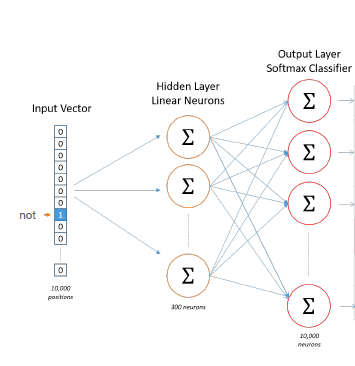 Output Layer
Softmax Classifier
Hidden Layer
Linear Neurons
Input Vector
0
0
0
0
0
0
0
not 1
0
0
0
10,000
positions
Σ
Σ
Σ
300 neurons
Σ
Σ
Σ
Σ
10,000
neurons